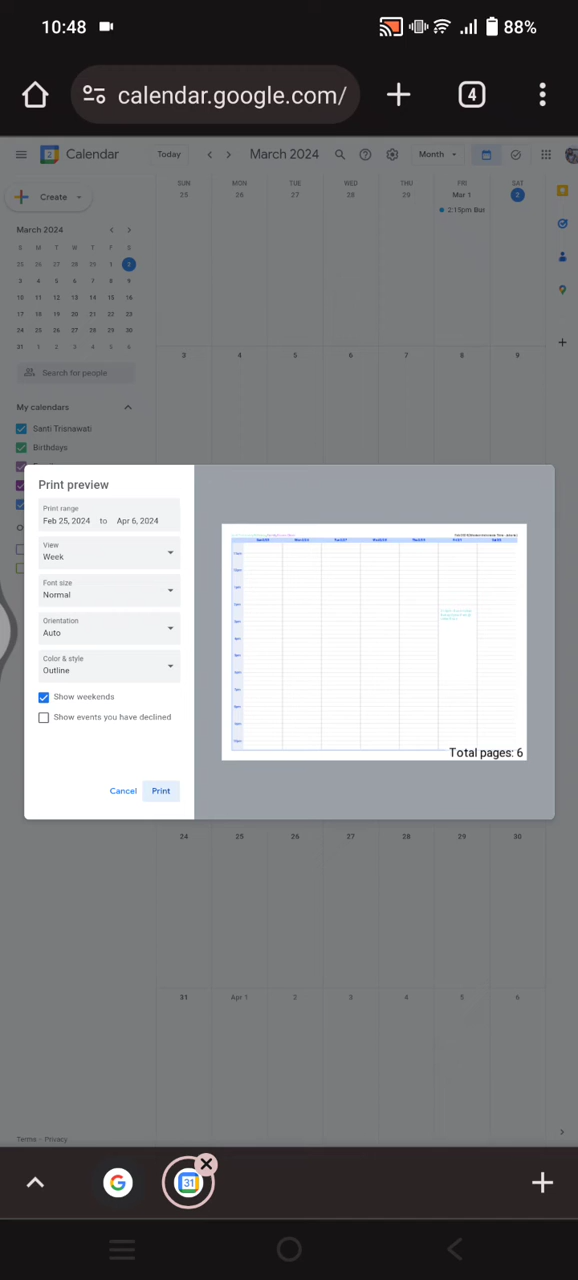 10:48
88%
calendar.google.com/
4
Calendar
Today
March 2024
Month
Create
SUN MON TUE WED THU FRI SAT
25 26 27 28 29 Mar 1 2
2:15pm Bus
March 2024
S M T W T F S
25 26 27 28 29 1 2
3 4 5 6 7 8 9
10 11 12 13 14 15 16
17 18 19 20 21 22 23
24 25 26 27 28 29 30
31 1 2 3 4 5 6
3 4 5 6 7 8 9
Search for people
My calendars
Santi Trisnawati
Birthdays
Print preview
Print range
Feb 25, 2024 to Apr 6, 2024
View
Week
Font size
Normal
Orientation
Auto
Color & style
Outline
Show weekends
Show events you have declined
Cancel
Print
Total pages: 6
24 25 26 27 28 29 30
31 Apr 1 2 3 4 5 6
Terms - Privacy
31